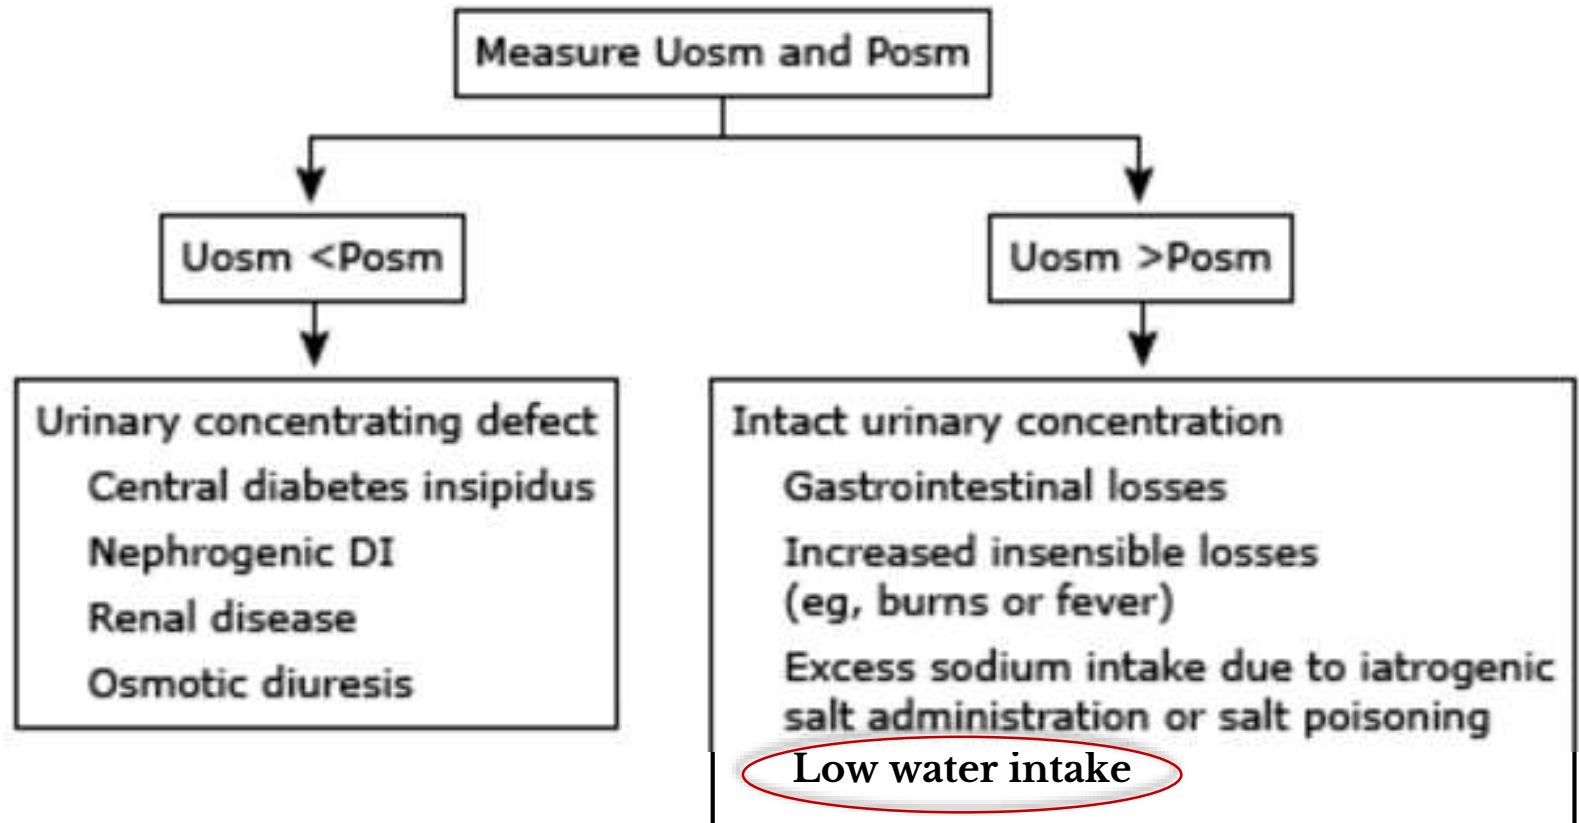 Measure Uosm and Posm
Uosm <Posm
Uosm >Posm
Urinary concentrating defect
Central diabetes insipidus
Nephrogenic DI
Renal disease
Osmotic diuresis
Intact urinary concentration
Gastrointestinal losses
Increased insensible losses
(eg, burns or fever)
Excess sodium intake due to iatrogenic
salt administration or salt poisoning
Low water intake